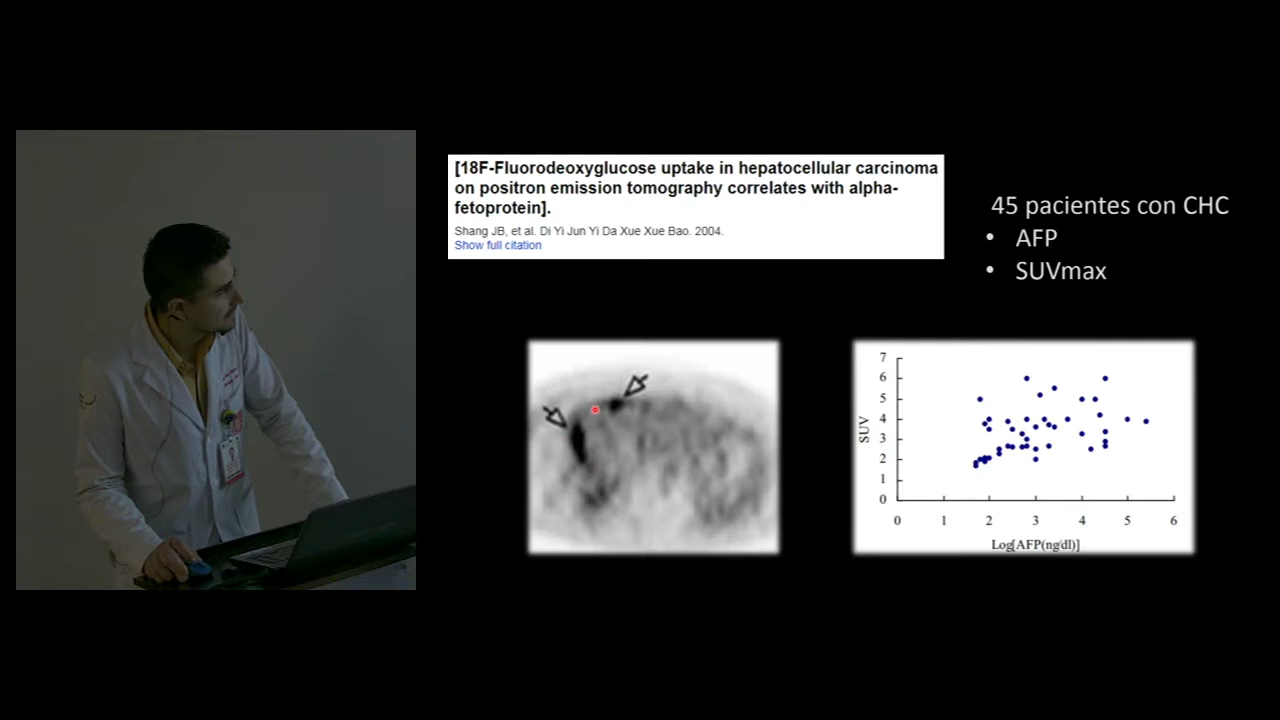 [18F-Fluorodeoxyglucose uptake in hepatocellular carcinoma
on positron emission tomography correlates with alpha-
fetoprotein].
Shang JB, et al. Di Yi Jun Yi Da Xue Xue Bao. 2004.
Show full citation
45 pacientes con CHC
• AFP
• SUVmax
7
6
5
4
3
2
1
0
SUV
0 1 2 3 4 5 6
Log[AFP(ng/dl)]